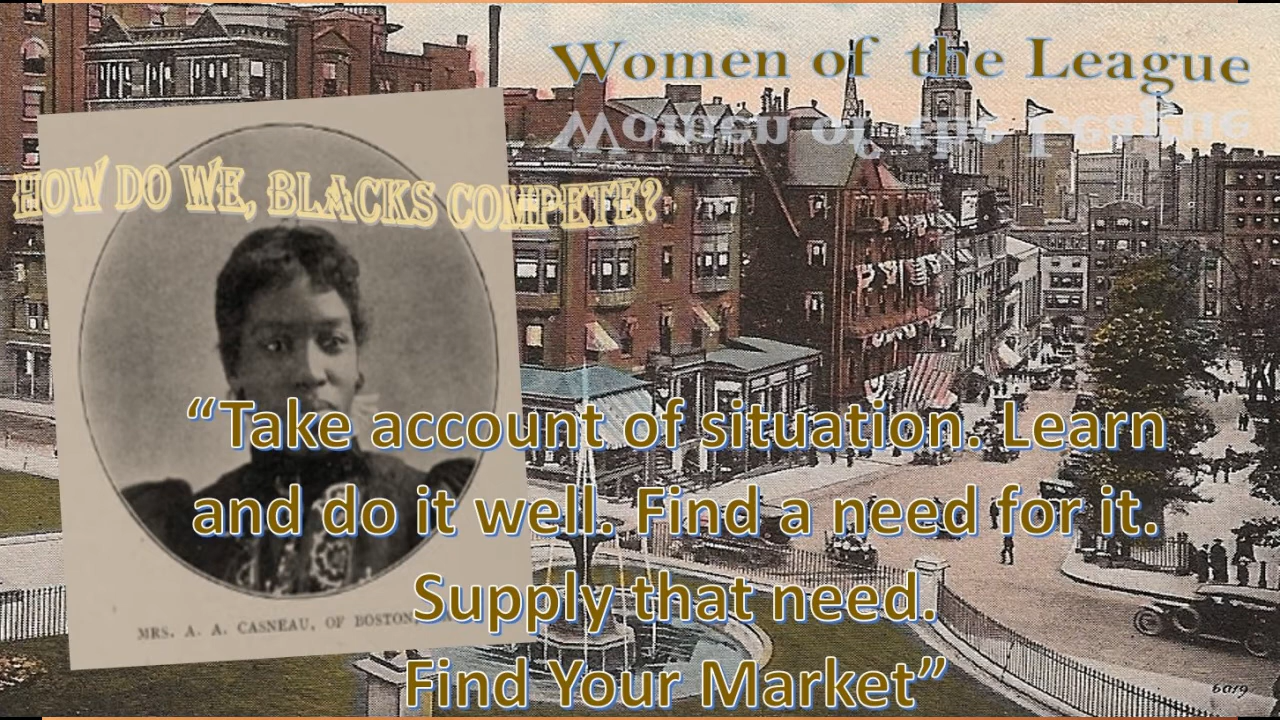 Women of the League
HOW DO WE, BLACKS COMPETE?
“Take account of situation. Learn
and do it well. Find a need for it.
Supply that need.
Find Your Market”
MRS. A. A. CASNEAU, OF BOSTON,
6019